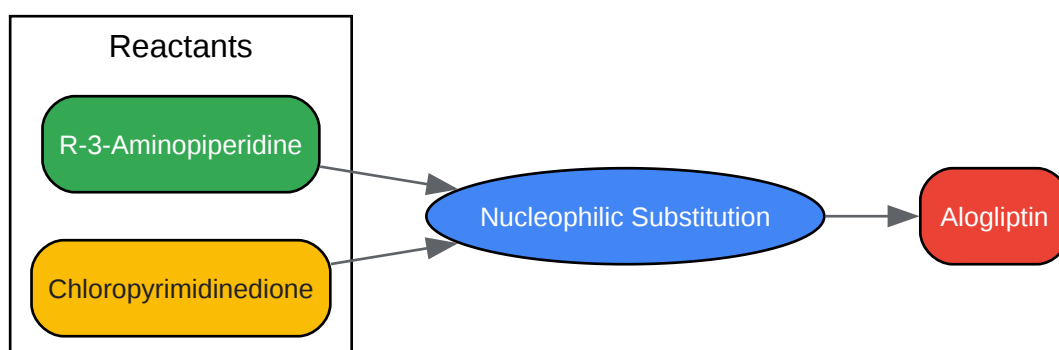 Reactants
R-3-Aminopiperidine
Chloropyrimidinedione
Nucleophilic Substitution
Alogliptin